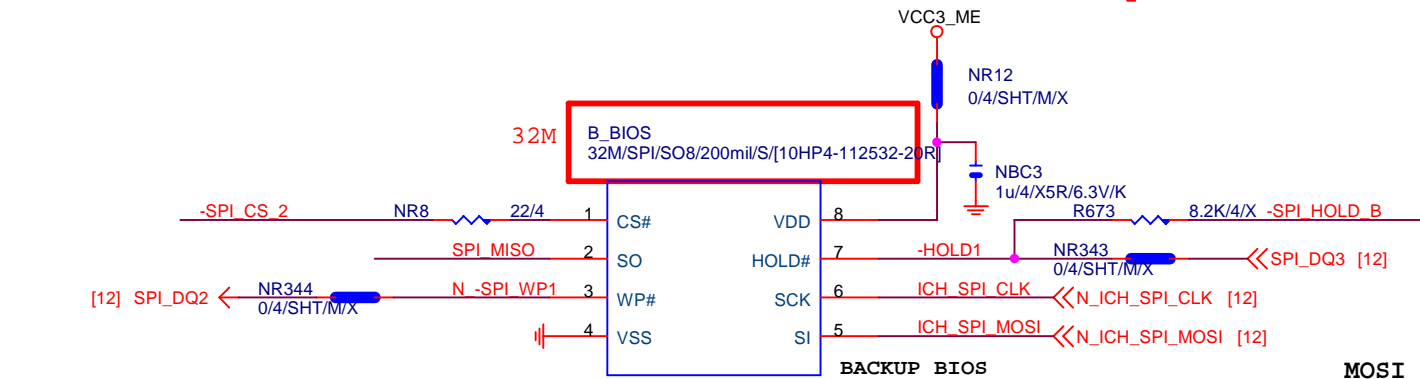 VCC3_ME
NR12
0/4/SHT/M/X
32M
B_BIOS
32M/SPI/SO8/200mil/S/[10HP4-112532-20R]
NBC3
1u/4/X5R/6.3V/K
-SPI_CS_2 NR8 22/4 1 CS# VDD 8 R673 8.2K/4/X -SPI_HOLD_B
SPI_MISO 2 SO HOLD# 7 -HOLD1 NR343 SPI_DQ3 [12]
0/4/SHT/M/X
[12] SPI_DQ2 NR344 N_-SPI_WP1 3 WP# SCK 6 ICH_SPI_CLK N_ICH_SPI_CLK [12]
0/4/SHT/M/X
4 VSS SI 5 ICH_SPI_MOSI N_ICH_SPI_MOSI [12]
BACKUP BIOS MOSI